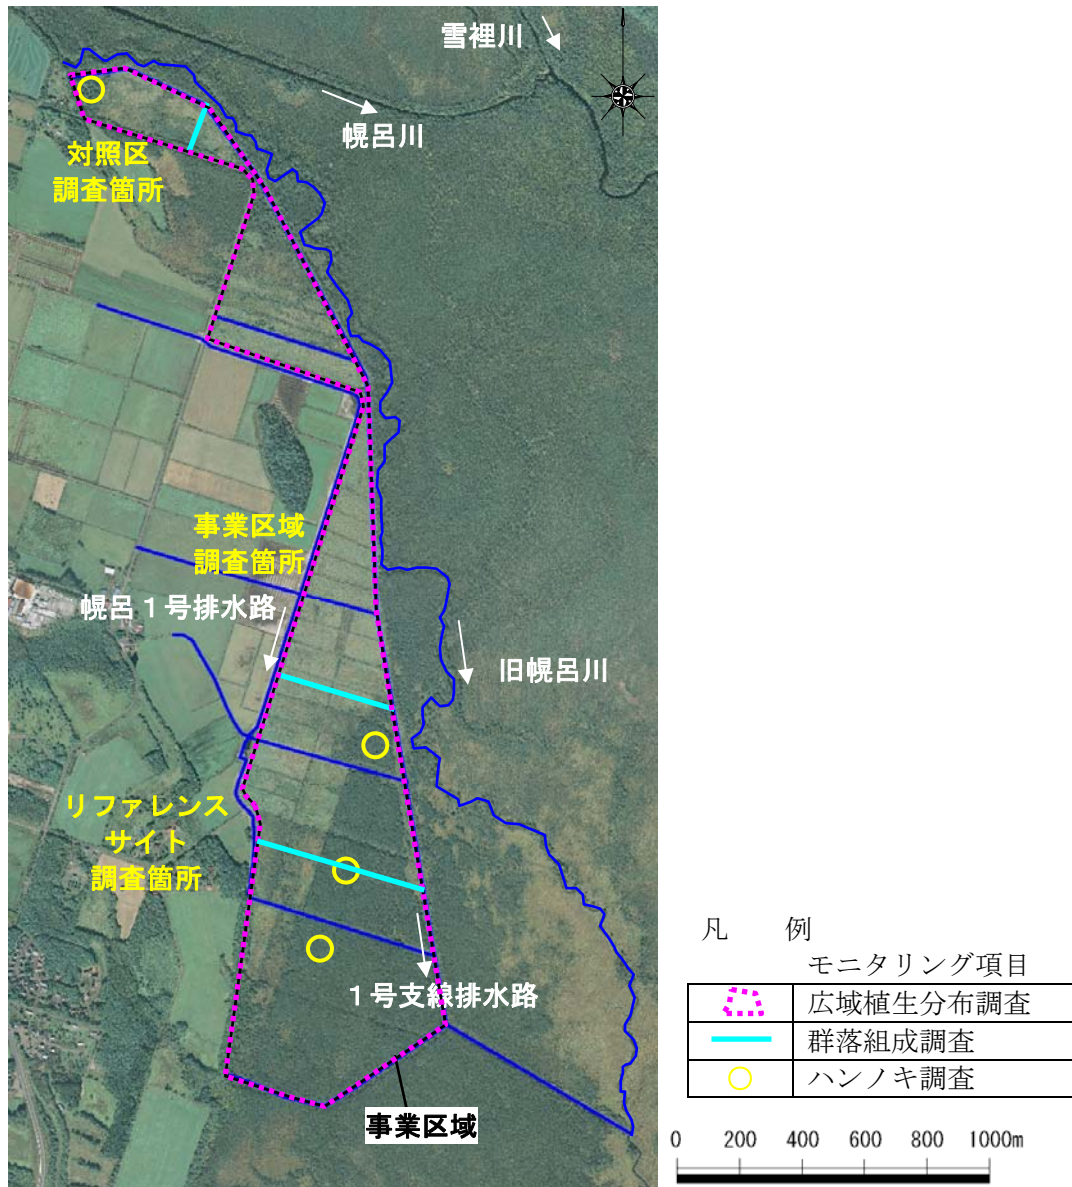 雪裡川
幌呂川
対照区
調査箇所
事業区域
調査箇所
幌呂１号排水路
旧幌呂川
リファレンス
サイト
調査箇所
１号支線排水路
事業区域
凡　例
モニタリング項目
広域植生分布調査
群落組成調査
ハンノキ調査
0 200 400 600 800 1000m